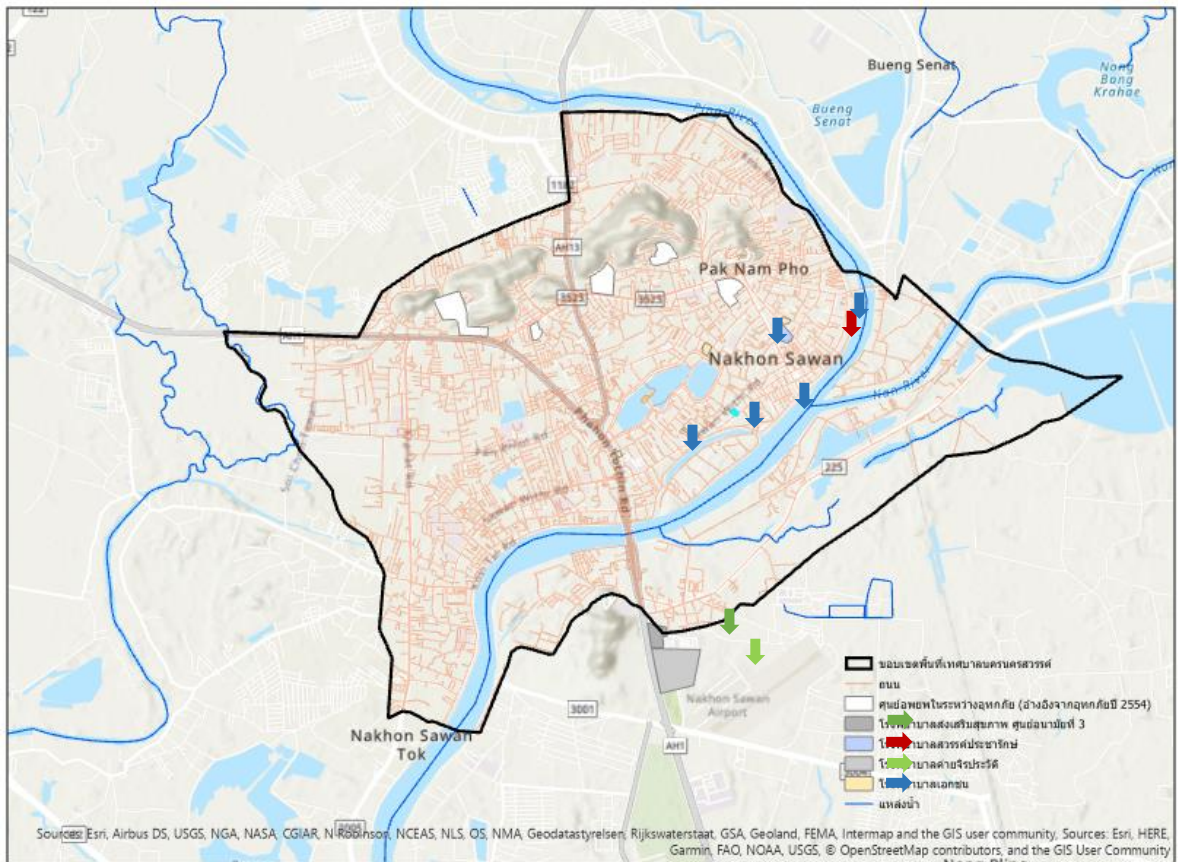 122
Bueng Senat
Nong
Bang
Krahae
Ping River
Bueng
Senat
Non
1182
AH13
Pak Nam Pho
3523
3523
Nakhon Sawan
Non River
225
Nakhon Sawan
Airport
3001
AH1
Nakhon Sawan
Tok
ขอบเขตพื้นที่เทศบาลนครนครสวรรค์
ถนน
ศูนย์อพยพในระหว่างอุทกภัย (อ้างอิงจากอุทกภัยปี 2554)
โรงพยาบาลส่งเสริมสุขภาพ ศูนย์อนามัยที่ 3
โรงพยาบาลสวรรค์ประชารักษ์
โรงพยาบาลค่ายจิรประวัติ
โรงพยาบาลเอกชน
แหล่งน้ำ
Sources: Esri, Airbus DS, USGS, NGA, NASA, CGIAR, N Robinson, NCEAS, NLS, OS, NMA, Geodatastyrelsen, Rijkswaterstaat, GSA, Geoland, FEMA, Intermap and the GIS user community, Sources: Esri, HERE,
Garmin, FAO, NOAA, USGS, © OpenStreetMap contributors, and the GIS User Community